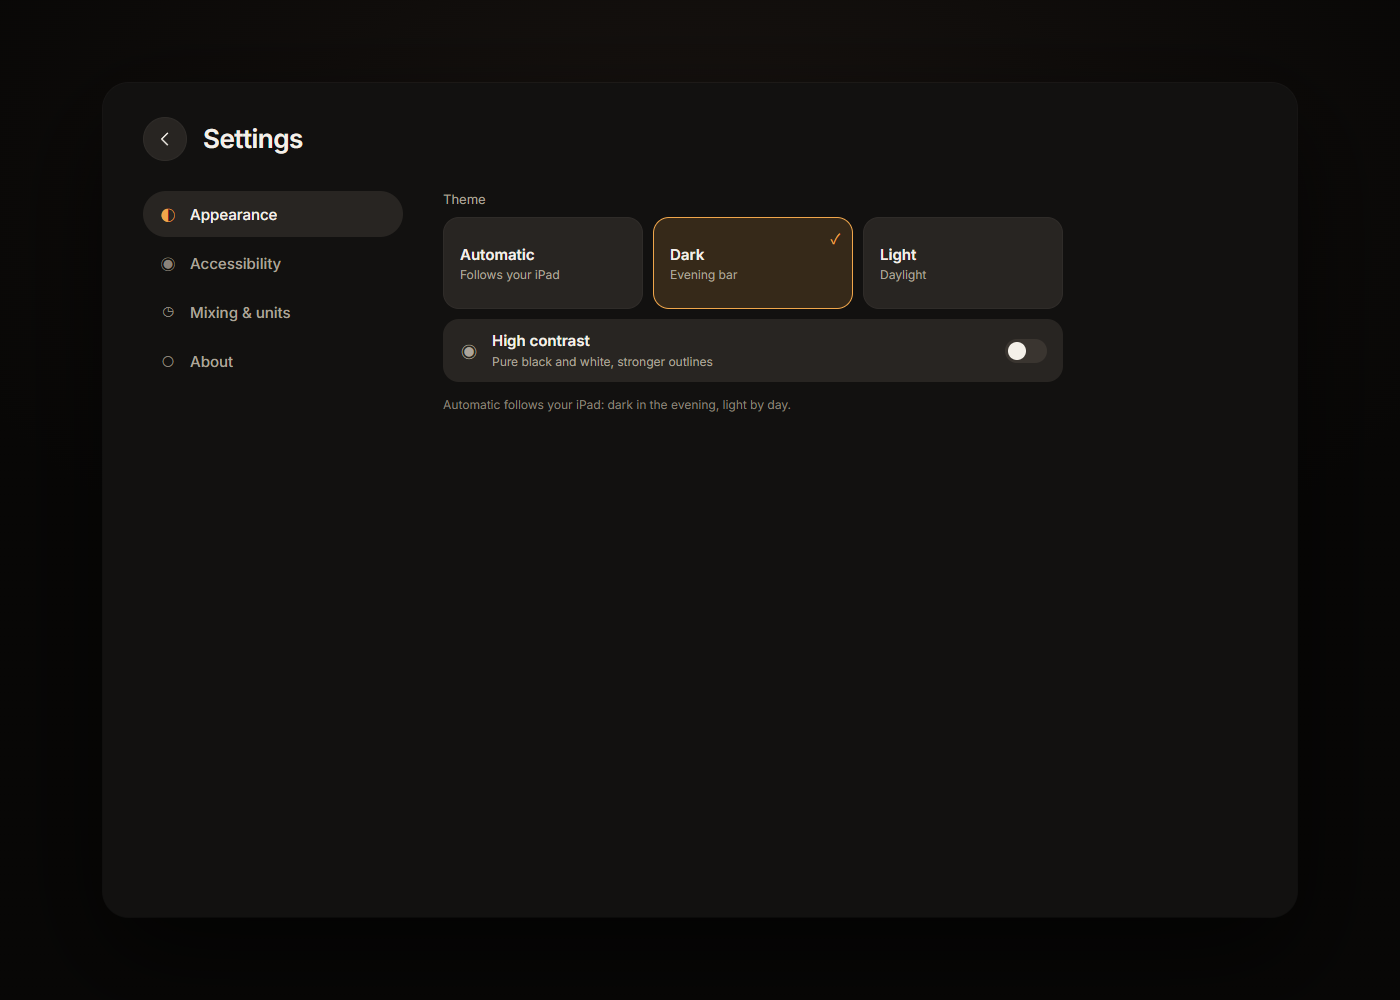 Settings
Appearance
Accessibility
Mixing & units
About
Theme
Automatic
Follows your iPad
Dark
Evening bar
Light
Daylight
High contrast
Pure black and white, stronger outlines
Automatic follows your iPad: dark in the evening, light by day.